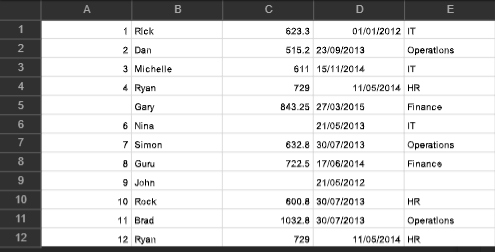 A B C D E
1 1 Rick 623.3 01/01/2012 IT
2 2 Dan 515.2 23/09/2013 Operations
3 3 Michelle 611 15/11/2014 IT
4 4 Ryan 729 11/05/2014 HR
5 Gary 843.25 27/03/2015 Finance
6 6 Nina 21/05/2013 IT
7 7 Simon 632.8 30/07/2013 Operations
8 8 Guru 722.5 17/06/2014 Finance
9 9 John 21/05/2012
10 10 Rock 600.8 30/07/2013 HR
11 11 Brad 1032.8 30/07/2013 Operations
12 12 Ryan 729 11/05/2014 HR